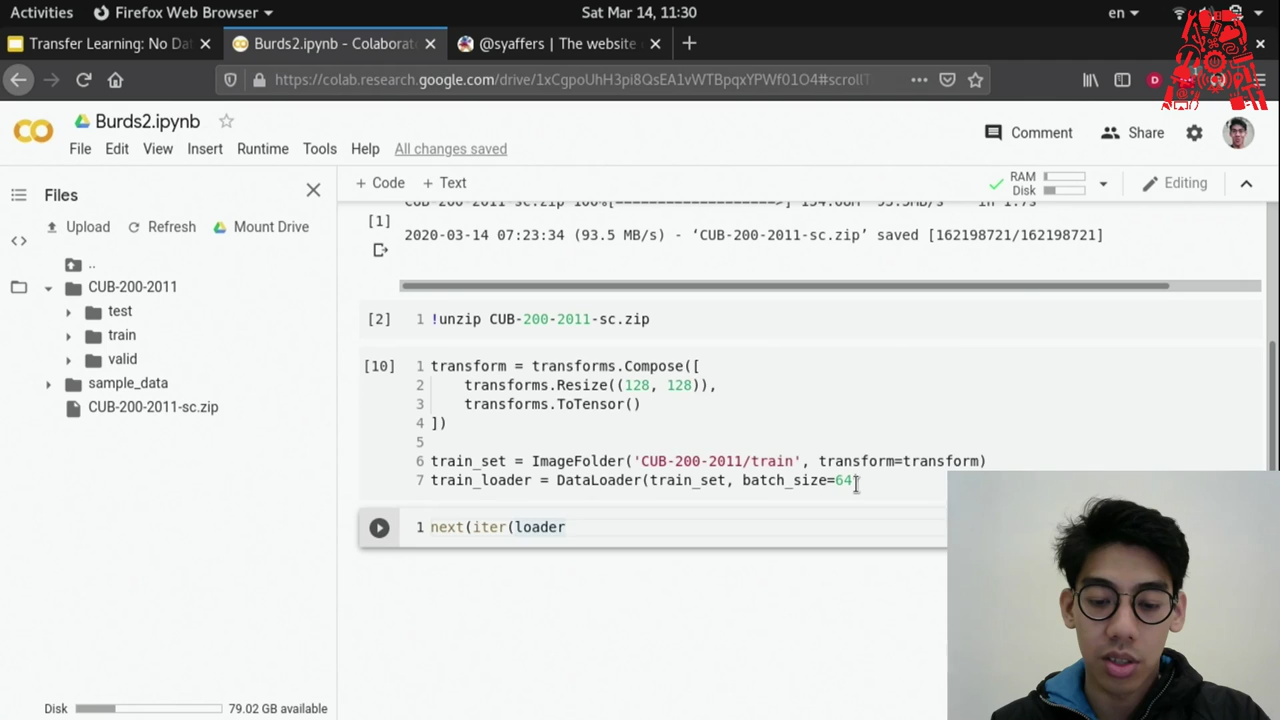 Activities Firefox Web Browser Sat Mar 14, 11:30 en
Transfer Learning: No Da Burds2.ipynb - Colaborat @syaffers | The website
https://colab.research.google.com/drive/1xCgpoUhH3pi8QsEA1vWTBpqxYPWf01O4#scrollT
Burds2.ipynb
Comment Share
File Edit View Insert Runtime Tools Help All changes saved
Files
+ Code + Text
RAM
Disk
Editing
Upload Refresh Mount Drive
..
CUB-200-2011
test
train
valid
sample_data
CUB-200-2011-sc.zip
[1]
2020-03-14 07:23:34 (93.5 MB/s) - ‘CUB-200-2011-sc.zip’ saved [162198721/162198721]
[2] 1 !unzip CUB-200-2011-sc.zip
[10] 1 transform = transforms.Compose([
2 transforms.Resize((128, 128)),
3 transforms.ToTensor()
4 ])
5
6 train_set = ImageFolder('CUB-200-2011/train', transform=transform)
7 train_loader = DataLoader(train_set, batch_size=64
1 next(iter(loader
Disk 79.02 GB available